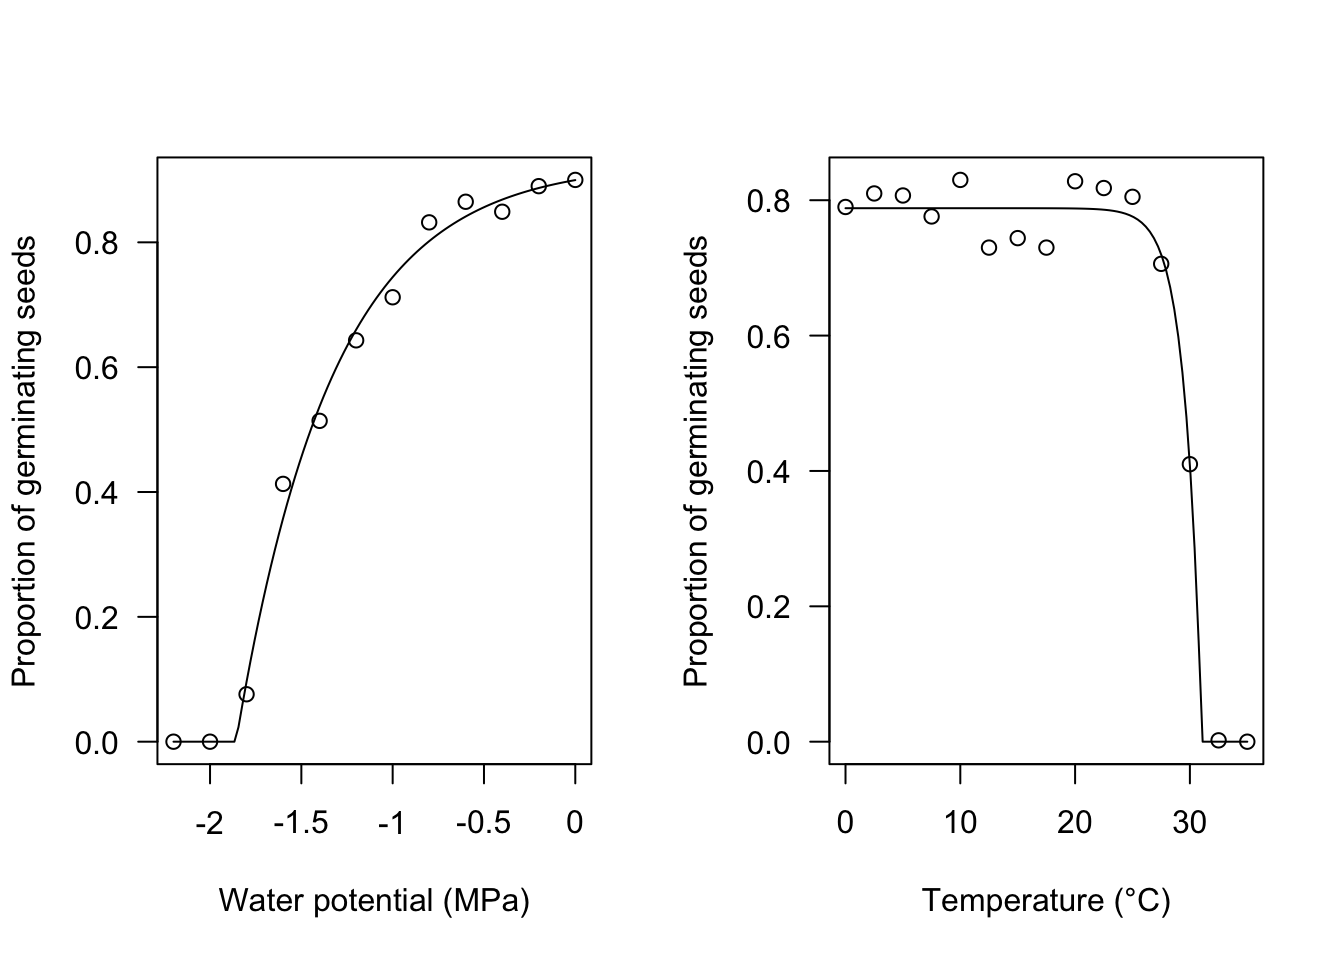 Proportion of germinating seeds
0.8
0.6
0.4
0.2
0.0
-2 -1.5 -1 -0.5 0
Water potential (MPa)
Proportion of germinating seeds
0.8
0.6
0.4
0.2
0.0
0 10 20 30
Temperature (°C)